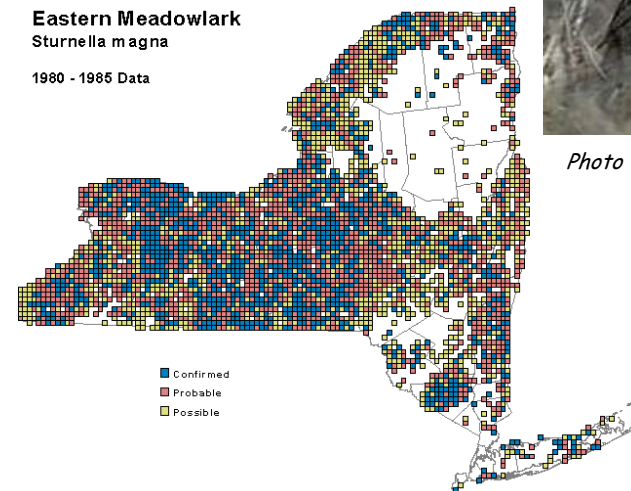 Eastern Meadowlark
Sturnella magna
1980 - 1985 Data
Photo
Confirmed
Probable
Possible